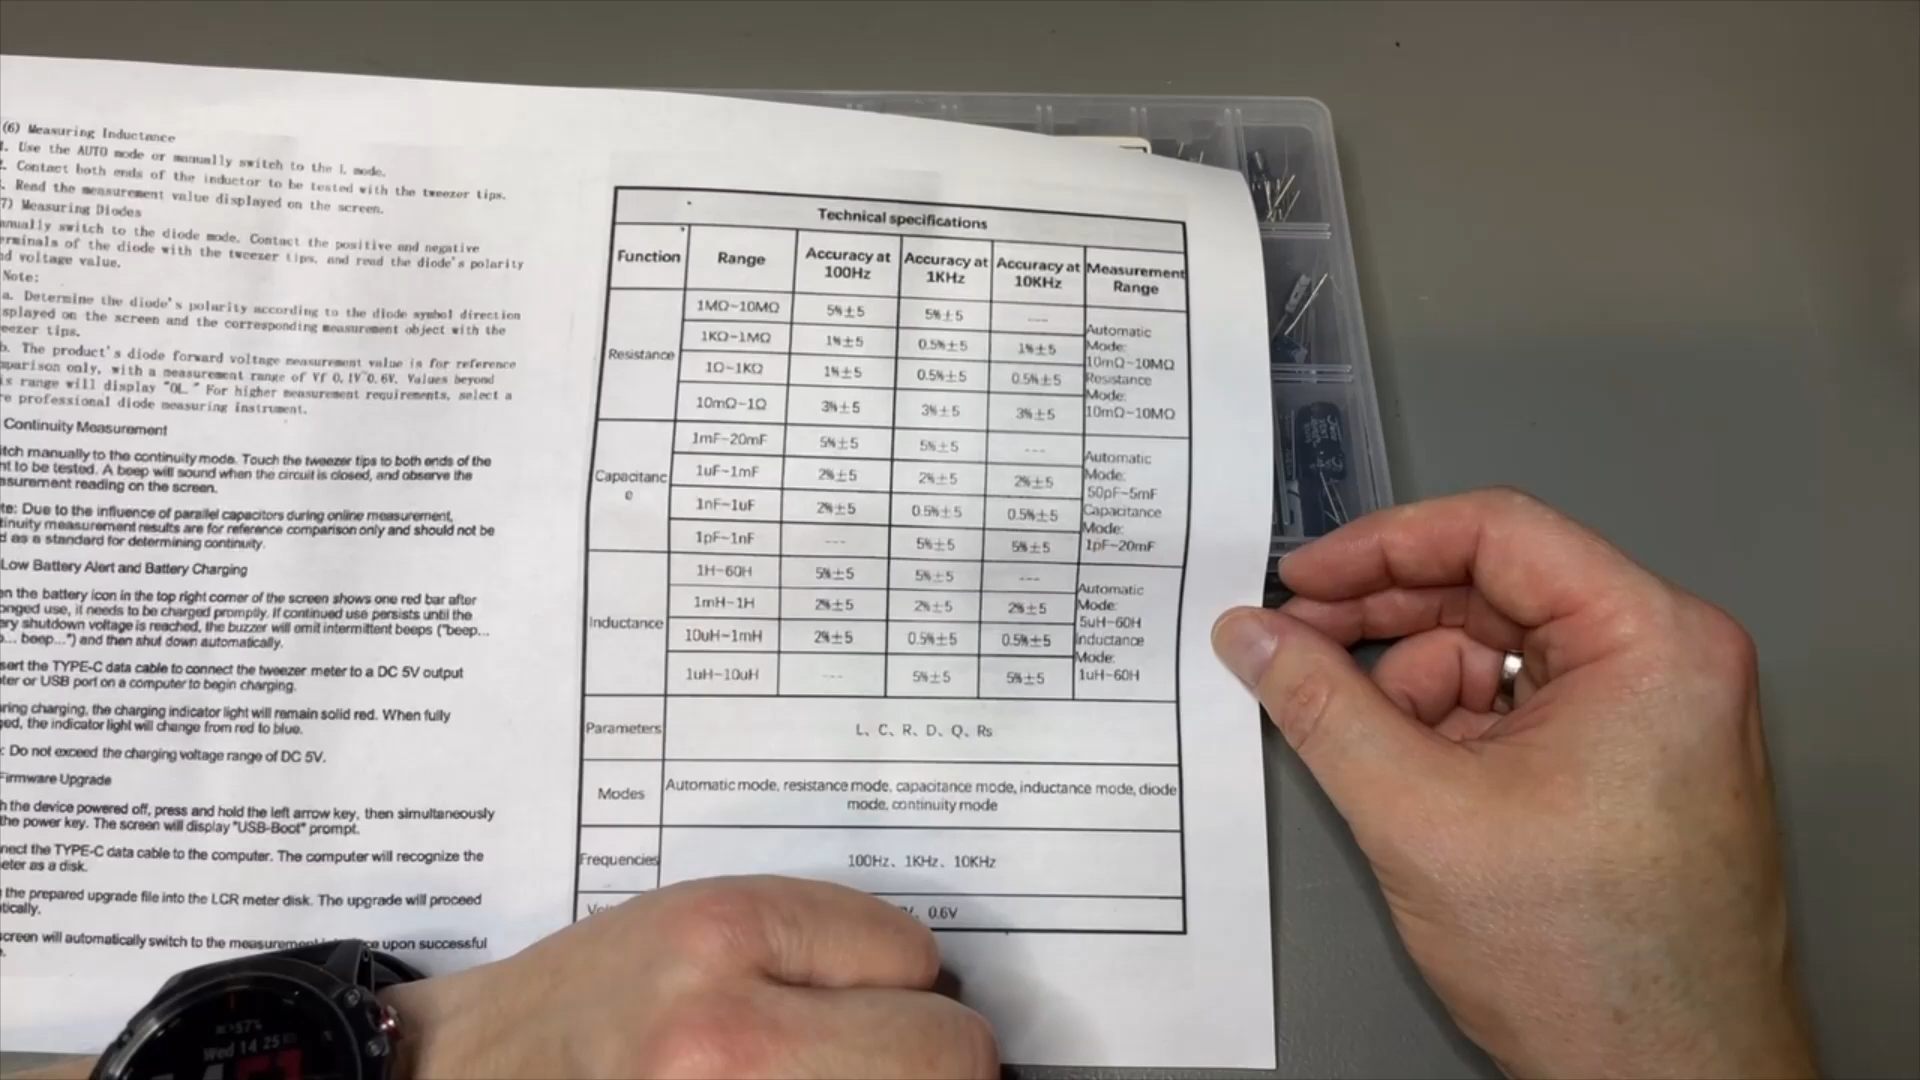 (6) Measuring Inductance
1. Use the AUTO mode or manually switch to the L mode.
2. Contact both ends of the inductor to be tested with the tweezer tips.
3. Read the measurement value displayed on the screen.
7) Measuring Diodes
anually switch to the diode mode. Contact the positive and negative
erminals of the diode with the tweezer tips, and read the diode's polarity
nd voltage value.
Note:
a. Determine the diode's polarity according to the diode symbol direction
splayed on the screen and the corresponding measurement object with the
eezer tips.
b. The product's diode forward voltage measurement value is for reference
mparison only, with a measurement range of Vf 0.1V~0.6V. Values beyond
is range will display "OL." For higher measurement requirements, select a
re professional diode measuring instrument.
Continuity Measurement
itch manually to the continuity mode. Touch the tweezer tips to both ends of the
nt to be tested. A beep will sound when the circuit is closed, and observe the
asurement reading on the screen.
te: Due to the influence of parallel capacitors during online measurement,
tinuity measurement results are for reference comparison only and should not be
d as a standard for determining continuity.
Low Battery Alert and Battery Charging
en the battery icon in the top right corner of the screen shows one red bar after
onged use, it needs to be charged promptly. If continued use persists until the
ery shutdown voltage is reached, the buzzer will emit intermittent beeps ("beep...
p... beep...") and then shut down automatically.
sert the TYPE-C data cable to connect the tweezer meter to a DC 5V output
ter or USB port on a computer to begin charging.
ring charging, the charging indicator light will remain solid red. When fully
ged, the indicator light will change from red to blue.
: Do not exceed the charging voltage range of DC 5V.
Firmware Upgrade
h the device powered off, press and hold the left arrow key, then simultaneously
the power key. The screen will display "USB-Boot" prompt.
nect the TYPE-C data cable to the computer. The computer will recognize the
eter as a disk.
the prepared upgrade file into the LCR meter disk. The upgrade will proceed
tically.
screen will automatically switch to the measurement upon successful
Technical specifications
Function Range Accuracy at 100Hz Accuracy at 1KHz Accuracy at 10KHz Measurement Range
Resistance
1MΩ~10MΩ 5%±5 5%±5 ---
1KΩ~1MΩ 1%±5 0.5%±5 1%±5
1Ω~1KΩ 1%±5 0.5%±5 0.5%±5
10mΩ~1Ω 3%±5 3%±5 3%±5
Automatic
Mode:
10mΩ~10MΩ
Resistance
Mode:
10mΩ~10MΩ
Capacitanc
e
1mF~20mF 5%±5 5%±5 ---
1uF~1mF 2%±5 2%±5 2%±5
1nF~1uF 2%±5 0.5%±5 0.5%±5
1pF~1nF --- 5%±5 5%±5
Automatic
Mode:
50pF~5mF
Capacitance
Mode:
1pF~20mF
Inductance
1H~60H 5%±5 5%±5 ---
1mH~1H 2%±5 2%±5 2%±5
10uH~1mH 2%±5 0.5%±5 0.5%±5
1uH~10uH --- 5%±5 5%±5
Automatic
Mode:
5uH~60H
Inductance
Mode:
1uH~60H
Parameters L、C、R、D、Q、Rs
Modes Automatic mode, resistance mode, capacitance mode, inductance mode, diode
mode, continuity mode
Frequencies 100Hz、1KHz、10KHz
0.6V
57%
Wed 14